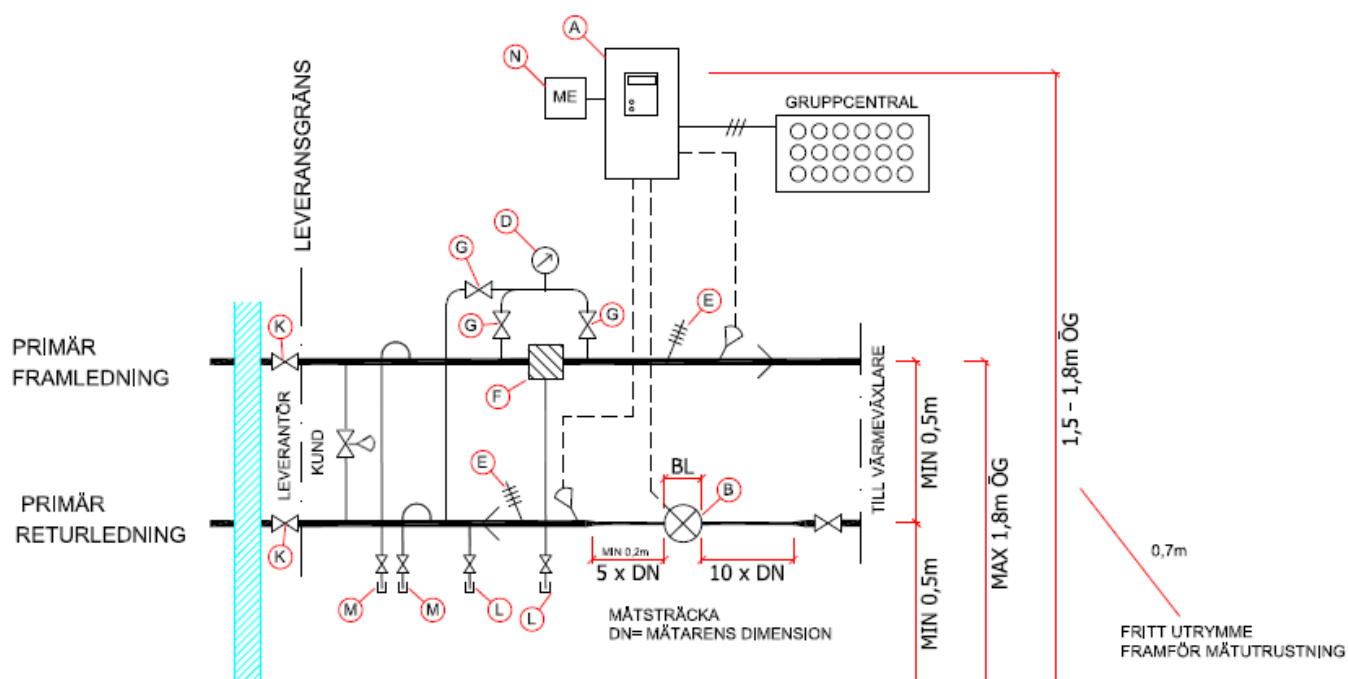 A
N
ME
GRUPPCENTRAL
LEVERANSGRÄNS
D
G
G
G
E
K
PRIMÄR
FRAMLEDNING
F
LEVERANTÖR
KUND
TILL VÄRMEVÄXLARE
MIN 0,5m
MAX 1,8m ÖG
1,5 - 1,8m ÖG
E
BL
B
PRIMÄR
RETURLEDNING
K
MIN 0,2m
5 x DN
10 x DN
MIN 0,5m
0,7m
M
M
L
L
MÄTSTRÄCKA
DN= MÄTARENS DIMENSION
FRITT UTRYMME
FRAMFÖR MÄTUTRUSTNING